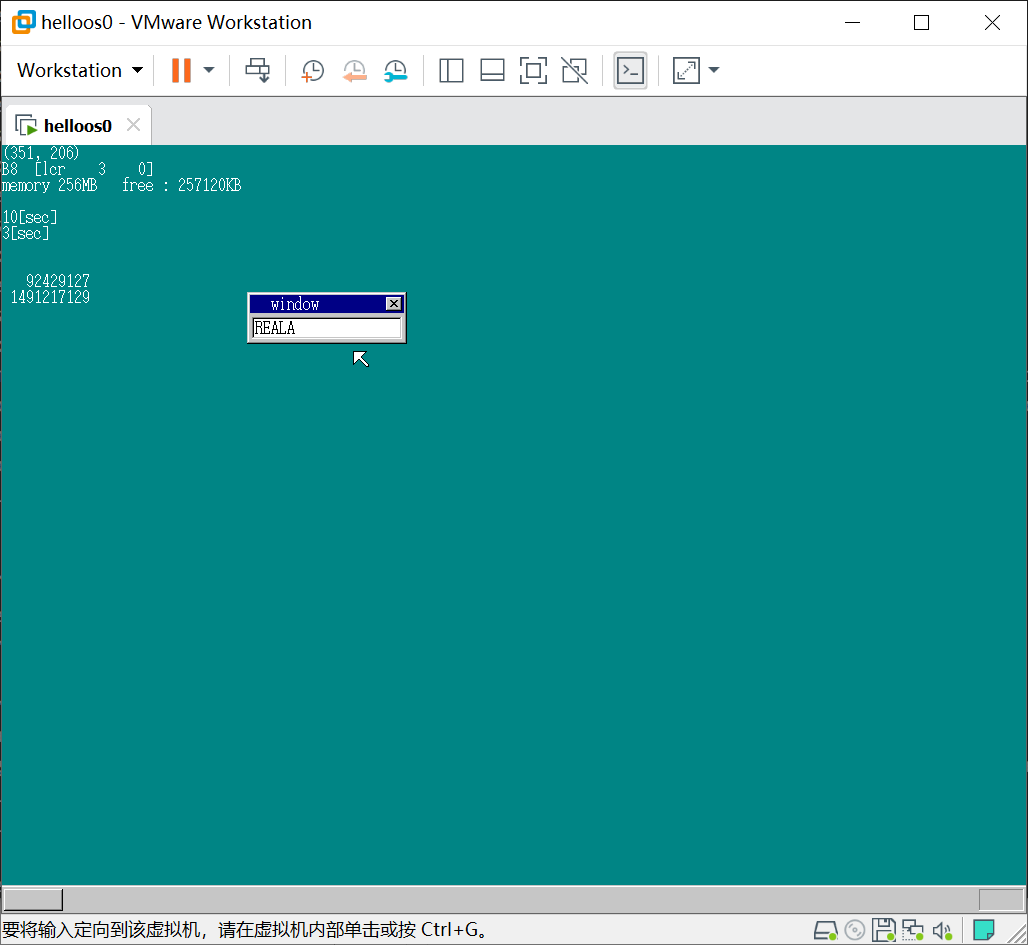 helloos0 - VMware Workstation
Workstation
helloos0
(351, 206)
B8 [lcr 3 0]
memory 256MB free : 257120KB
10[sec]
3[sec]
92429127
1491217129
window
REALA
要将输入定向到该虚拟机，请在虚拟机内部单击或按 Ctrl+G。